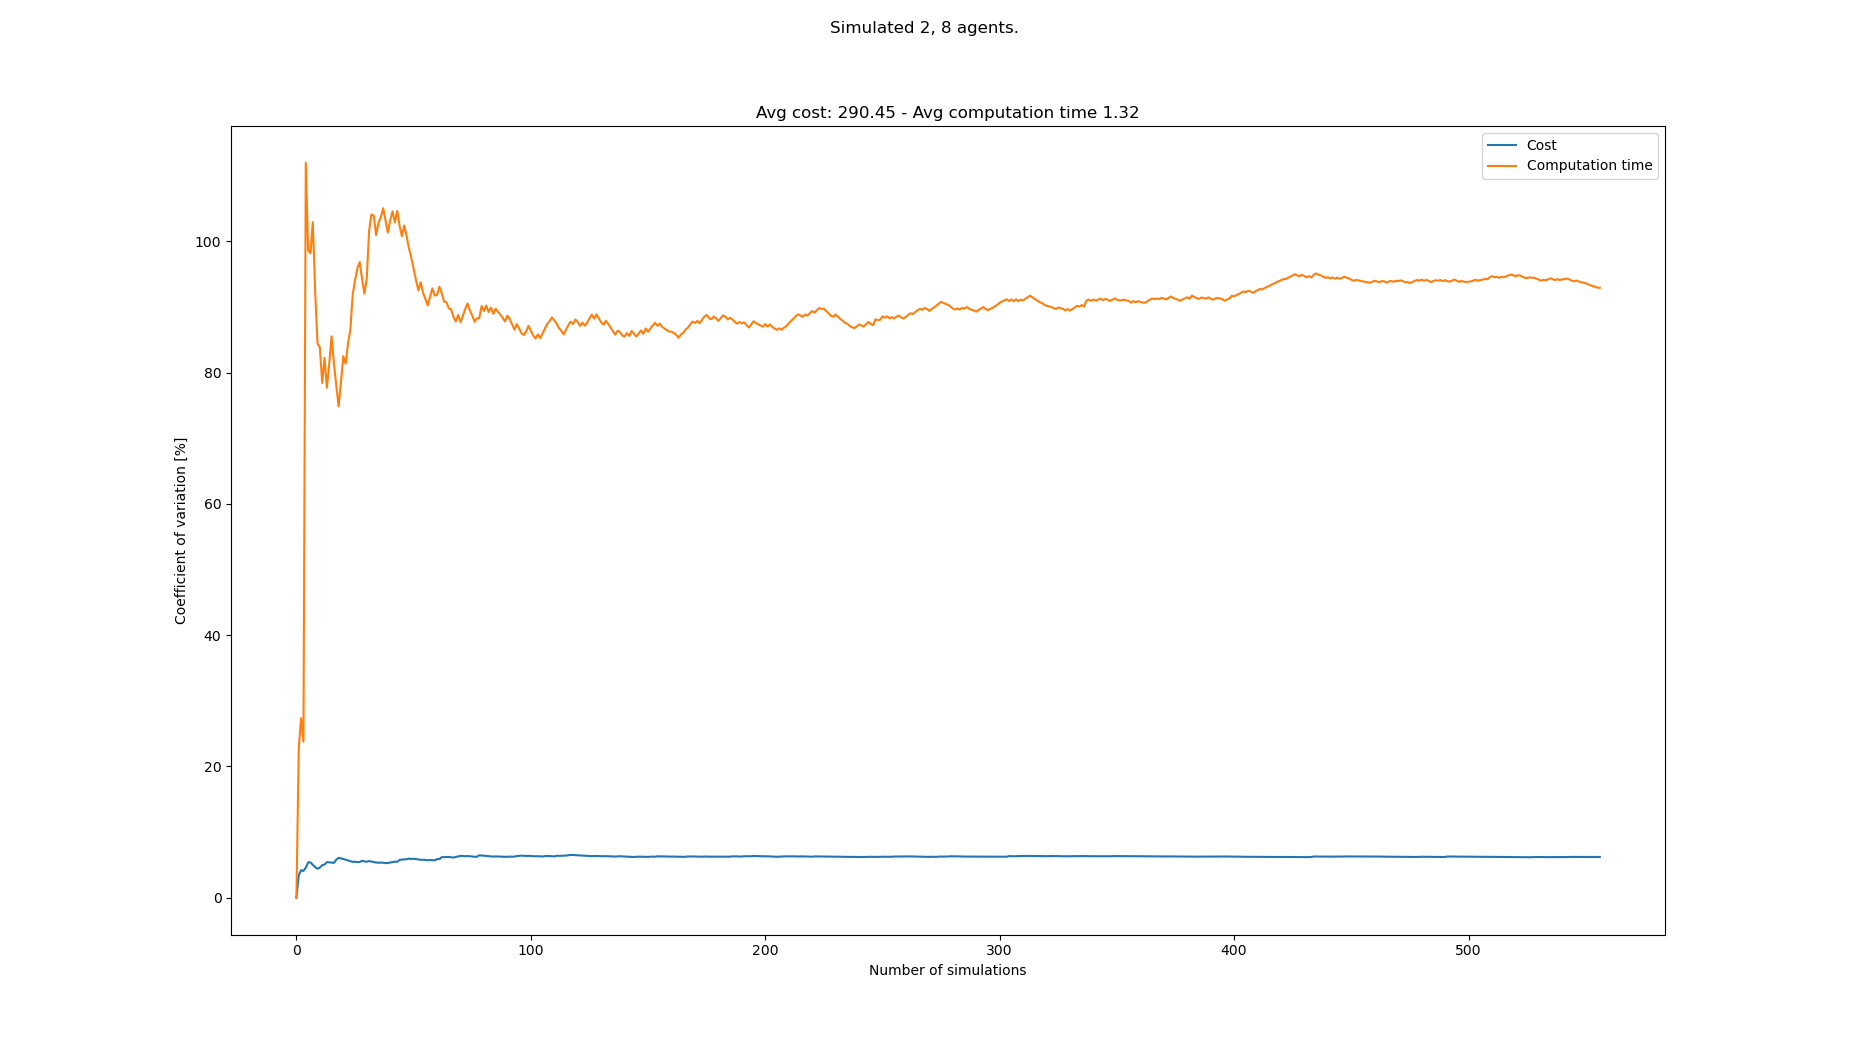 Simulated 2, 8 agents.
Avg cost: 290.45 - Avg computation time 1.32
Cost
Computation time
Coefficient of variation [%]
100
80
60
40
20
0
0
100
200
300
400
500
Number of simulations